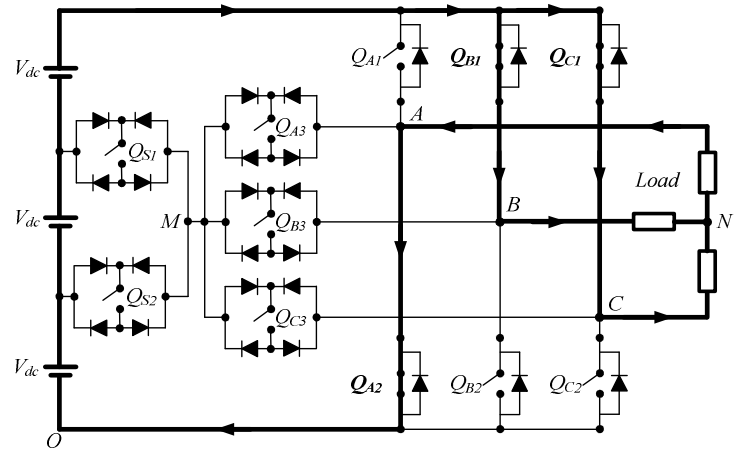 V_dc
Q_A1
Q_B1
Q_C1
Q_A3
A
Q_S1
Load
V_dc
M
Q_B3
B
N
Q_S2
Q_C3
C
V_dc
Q_A2
Q_B2
Q_C2
O